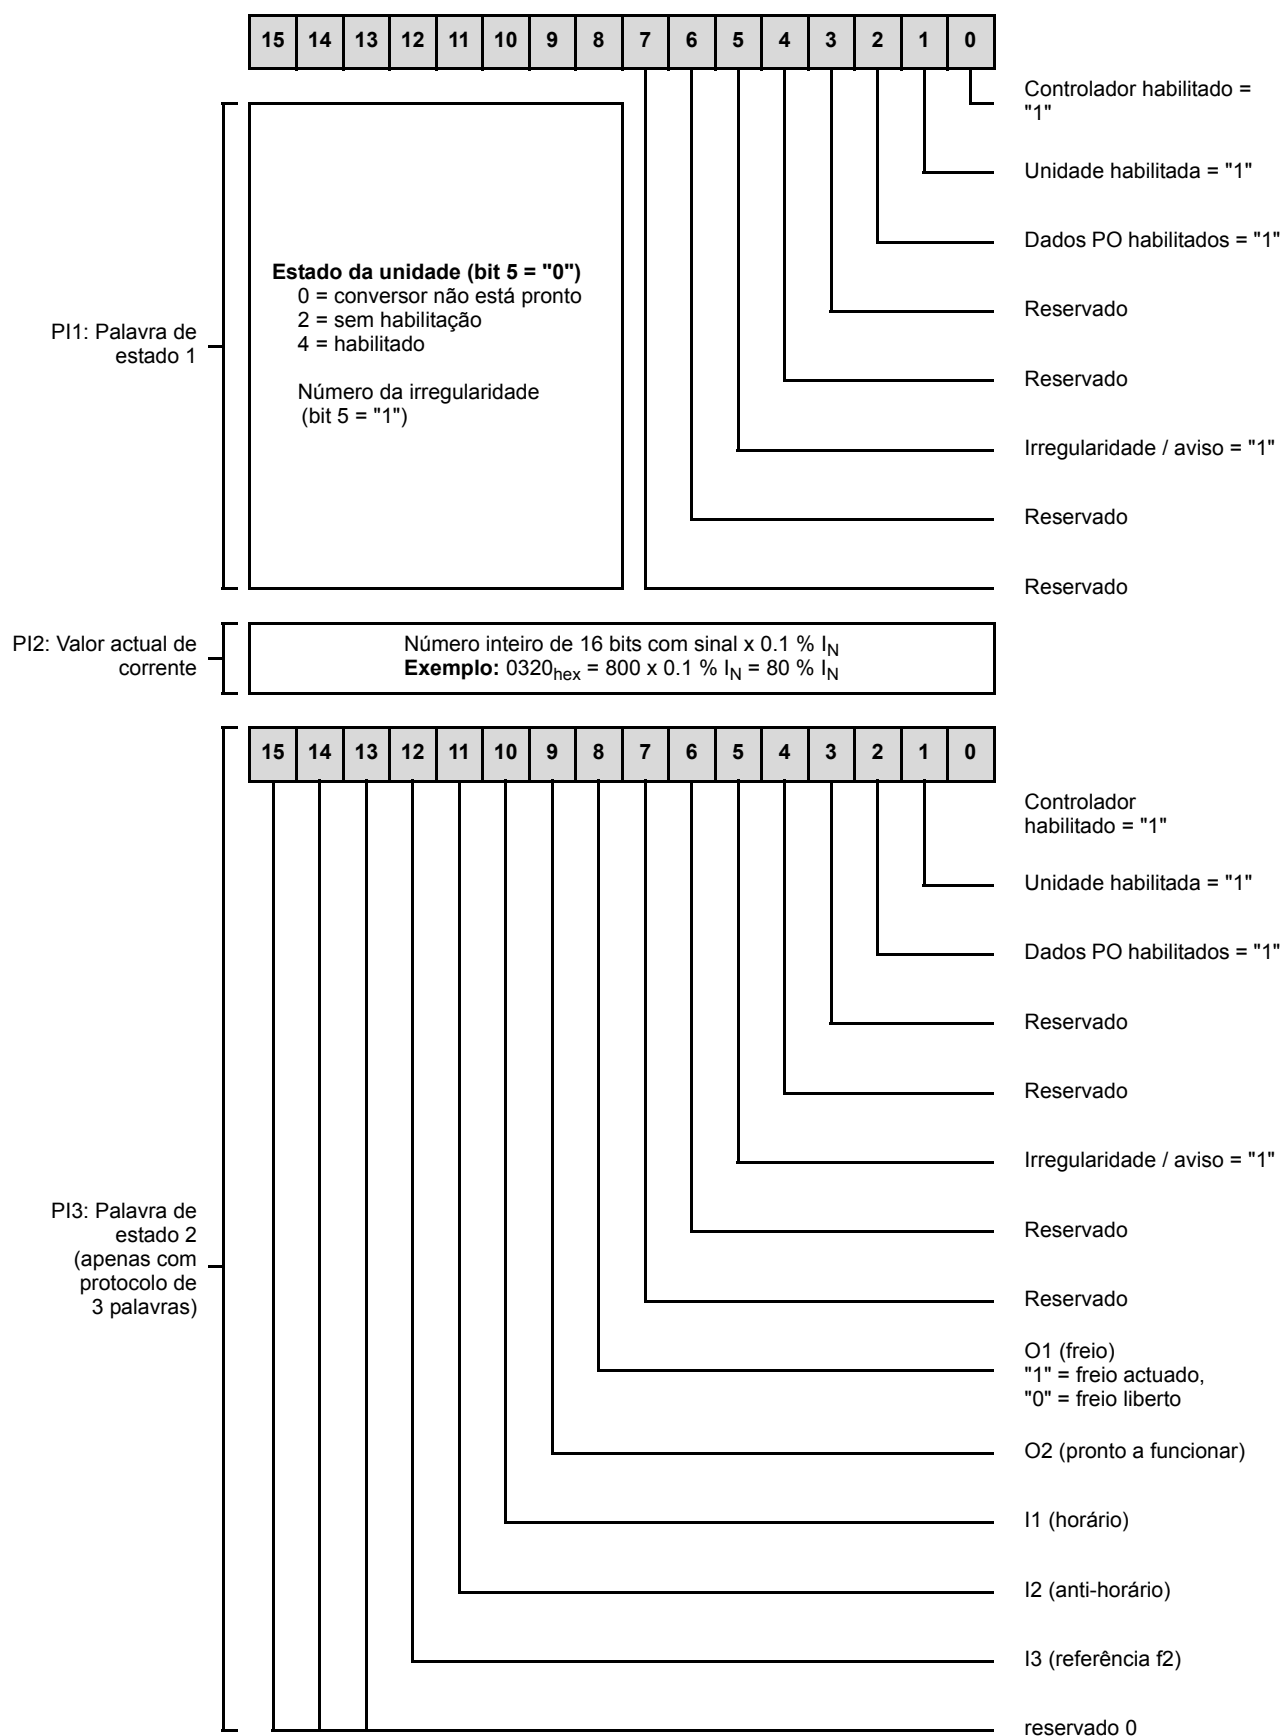 15 14 13 12 11 10 9 8 7 6 5 4 3 2 1 0
Controlador habilitado =
"1"
Unidade habilitada = "1"
Dados PO habilitados = "1"
Reservado
Reservado
Irregularidade / aviso = "1"
Reservado
Reservado
PI1: Palavra de
estado 1
Estado da unidade (bit 5 = "0")
0 = conversor não está pronto
2 = sem habilitação
4 = habilitado
Número da irregularidade
(bit 5 = "1")
PI2: Valor actual de
corrente
Número inteiro de 16 bits com sinal x 0.1 % IN
Exemplo: 0320hex = 800 x 0.1 % IN = 80 % IN
15 14 13 12 11 10 9 8 7 6 5 4 3 2 1 0
Controlador
habilitado = "1"
Unidade habilitada = "1"
Dados PO habilitados = "1"
Reservado
Reservado
Irregularidade / aviso = "1"
Reservado
Reservado
PI3: Palavra de
estado 2
(apenas com
protocolo de
3 palavras)
O1 (freio)
"1" = freio actuado,
"0" = freio liberto
O2 (pronto a funcionar)
I1 (horário)
I2 (anti-horário)
I3 (referência f2)
reservado 0